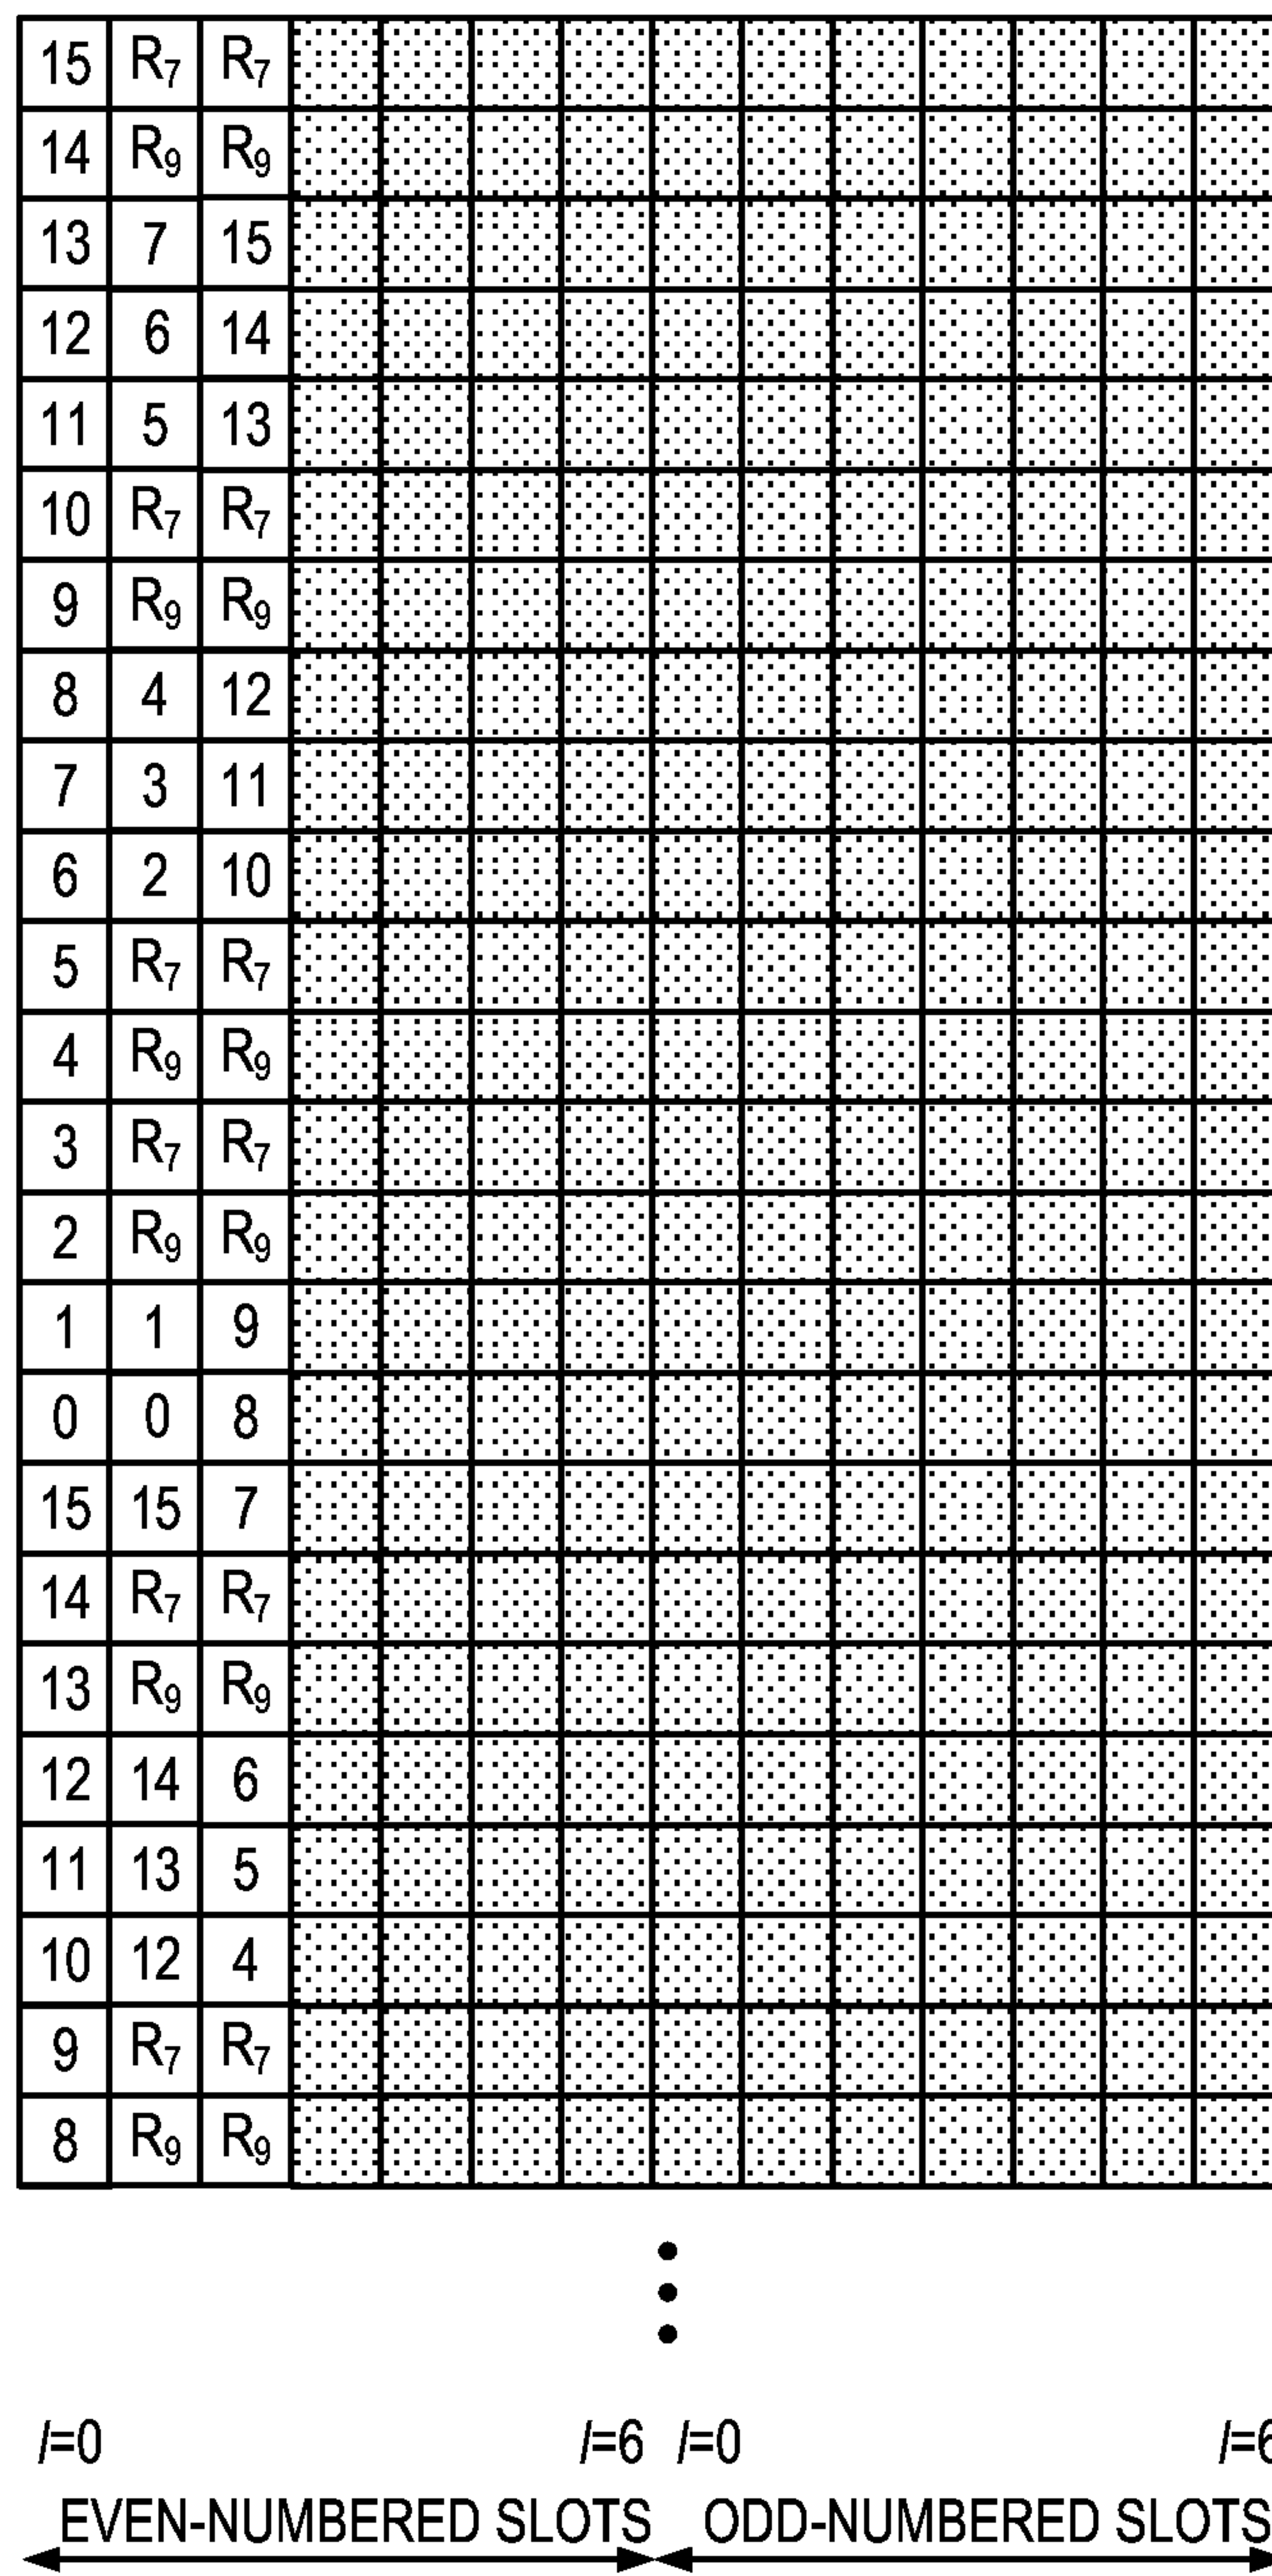 15 R₇ R₇
14 R₉ R₉
13 7 15
12 6 14
11 5 13
10 R₇ R₇
9 R₉ R₉
8 4 12
7 3 11
6 2 10
5 R₇ R₇
4 R₉ R₉
3 R₇ R₇
2 R₉ R₉
1 1 9
0 0 8
15 15 7
14 R₇ R₇
13 R₉ R₉
12 14 6
11 13 5
10 12 4
9 R₇ R₇
8 R₉ R₉
l=0 l=6 l=0 l=6
EVEN-NUMBERED SLOTS ODD-NUMBERED SLOTS